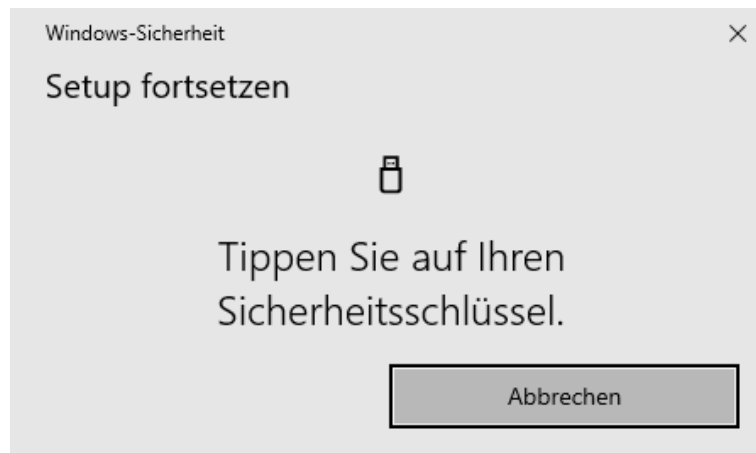 Windows-Sicherheit
Setup fortsetzen
Tippen Sie auf Ihren
Sicherheitsschlüssel.
Abbrechen